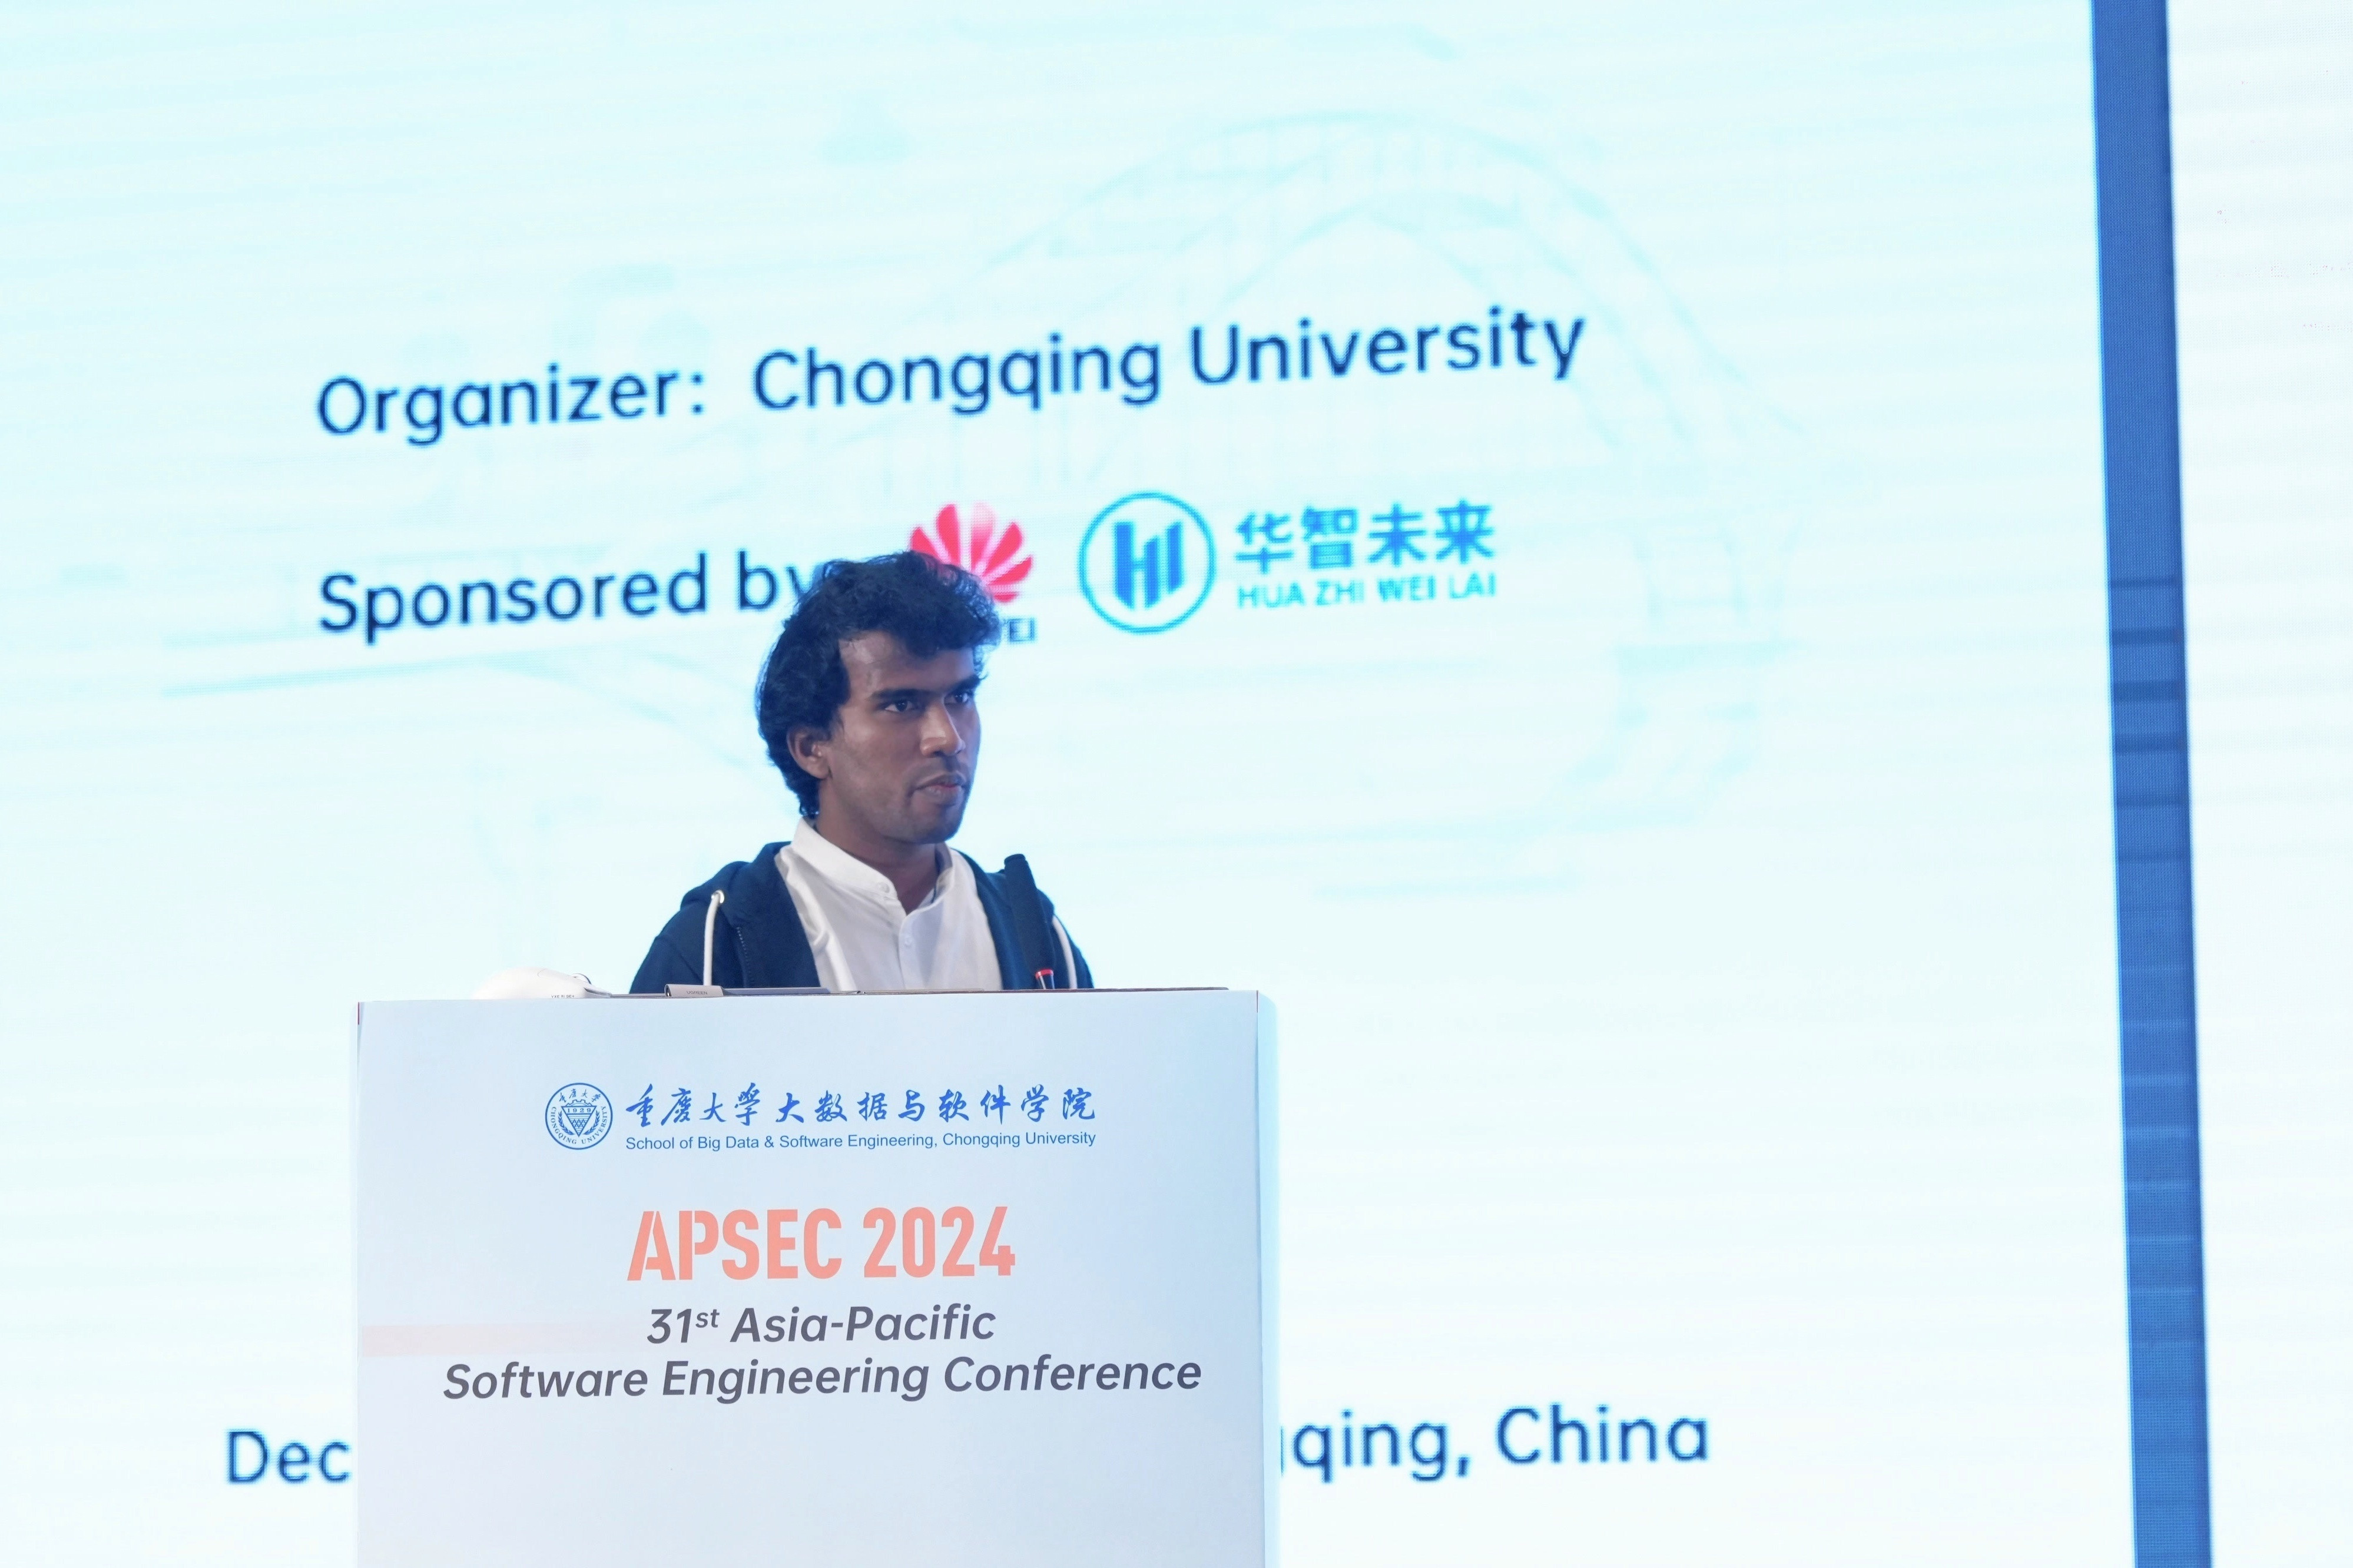 Organizer: Chongqing University
Sponsored by
华智未来
HUA ZHI WEI LAI
重庆大学大数据与软件学院
School of Big Data & Software Engineering, Chongqing University
APSEC 2024
31st Asia-Pacific
Software Engineering Conference
Dec qing, China